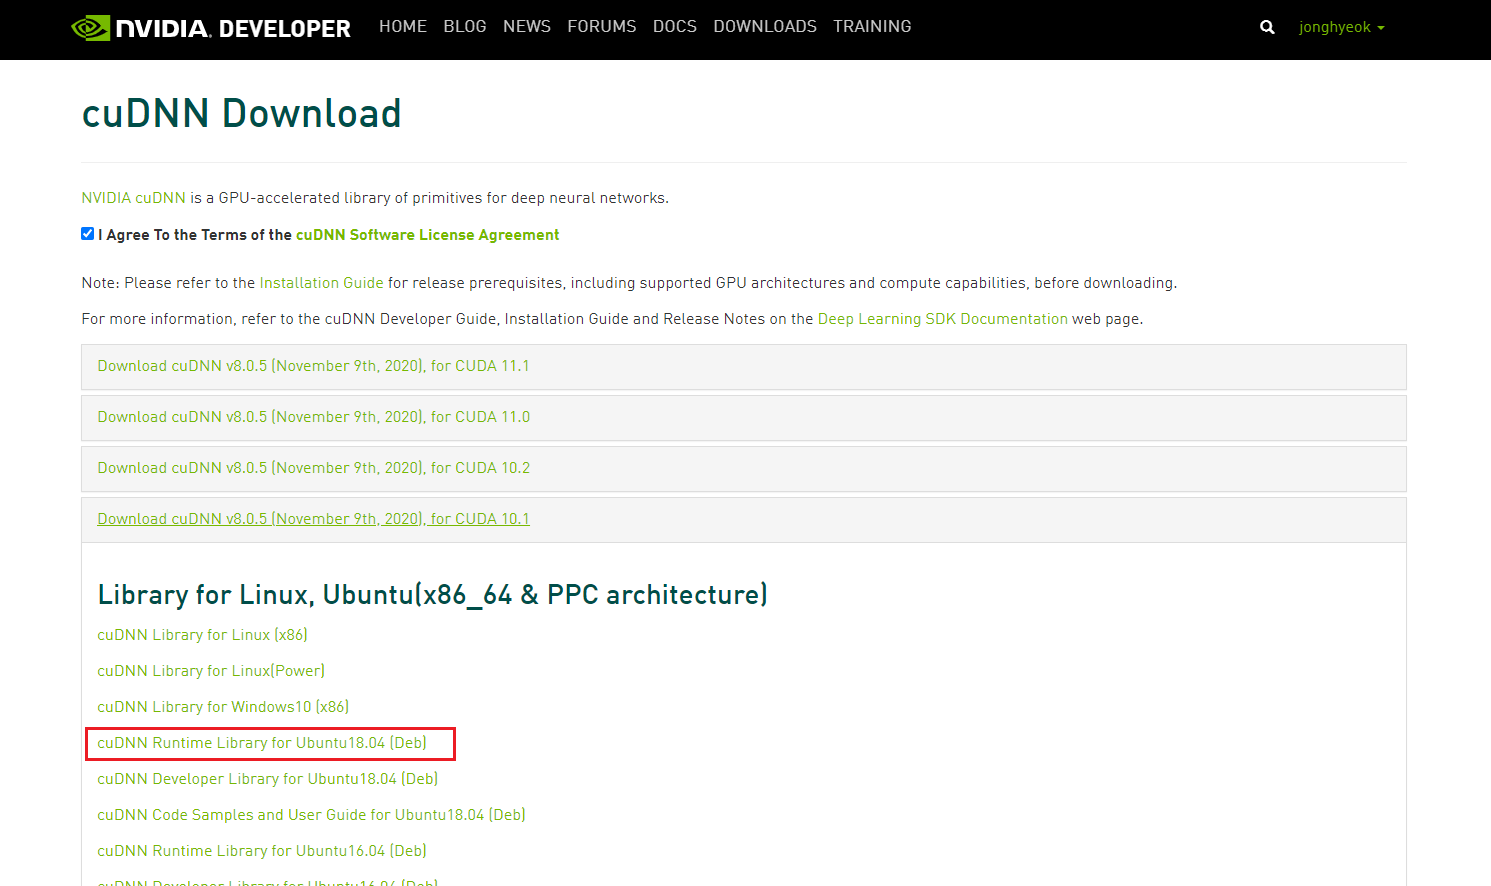 NVIDIA. DEVELOPER HOME BLOG NEWS FORUMS DOCS DOWNLOADS TRAINING jonghyeok
cuDNN Download
NVIDIA cuDNN is a GPU-accelerated library of primitives for deep neural networks.
I Agree To the Terms of the cuDNN Software License Agreement
Note: Please refer to the Installation Guide for release prerequisites, including supported GPU architectures and compute capabilities, before downloading.
For more information, refer to the cuDNN Developer Guide, Installation Guide and Release Notes on the Deep Learning SDK Documentation web page.
Download cuDNN v8.0.5 (November 9th, 2020), for CUDA 11.1
Download cuDNN v8.0.5 (November 9th, 2020), for CUDA 11.0
Download cuDNN v8.0.5 (November 9th, 2020), for CUDA 10.2
Download cuDNN v8.0.5 (November 9th, 2020), for CUDA 10.1
Library for Linux, Ubuntu(x86_64 & PPC architecture)
cuDNN Library for Linux (x86)
cuDNN Library for Linux(Power)
cuDNN Library for Windows10 (x86)
cuDNN Runtime Library for Ubuntu18.04 (Deb)
cuDNN Developer Library for Ubuntu18.04 (Deb)
cuDNN Code Samples and User Guide for Ubuntu18.04 (Deb)
cuDNN Runtime Library for Ubuntu16.04 (Deb)
cuDNN Developer Library for Ubuntu16.04 (Deb)